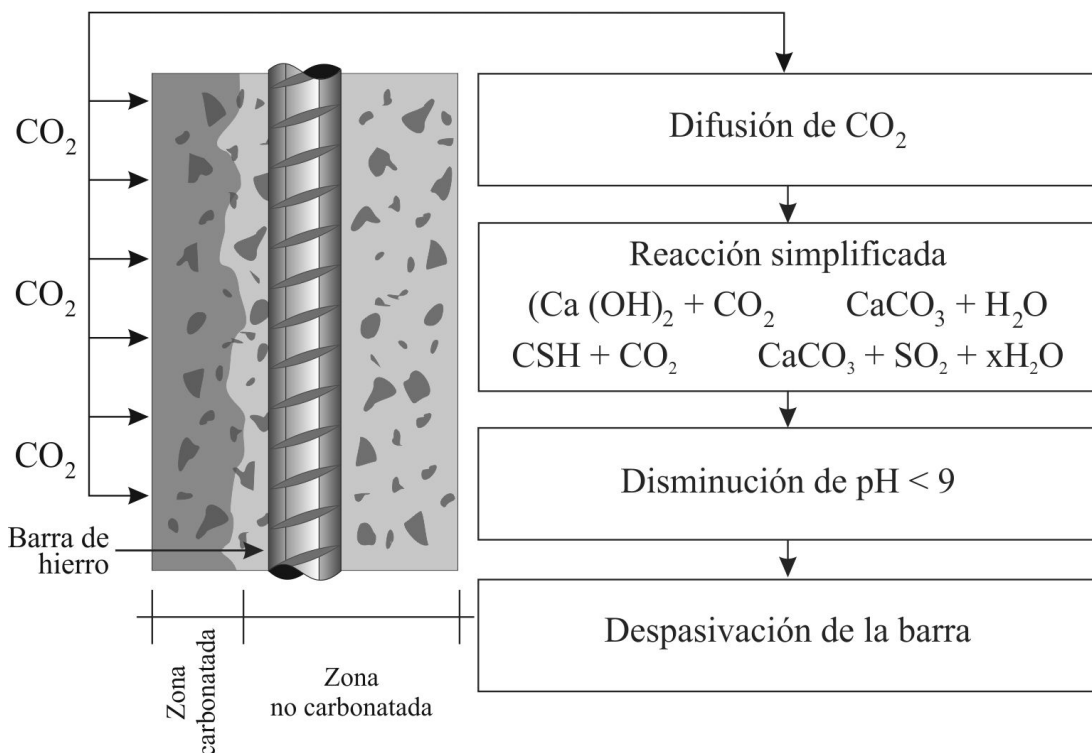 CO₂
CO₂
CO₂
Barra de
hierro
Zona
carbonatada
Zona
no carbonatada
Difusión de CO₂
Reacción simplificada
(Ca (OH)₂ + CO₂ CaCO₃ + H₂O
CSH + CO₂ CaCO₃ + SO₂ + xH₂O
Disminución de pH < 9
Despasivación de la barra